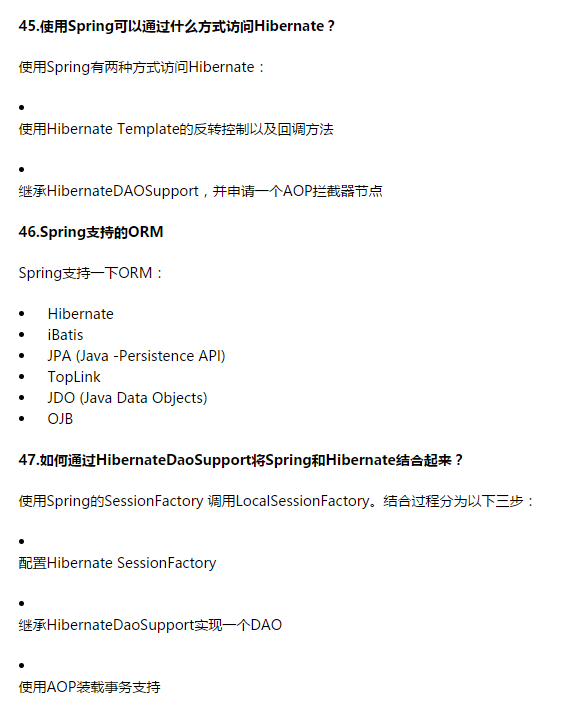 45.使用Spring可以通过什么方式访问Hibernate？
使用Spring有两种方式访问Hibernate：
•
使用Hibernate Template的反转控制以及回调方法
•
继承HibernateDAOSupport，并申请一个AOP拦截器节点
46.Spring支持的ORM
Spring支持一下ORM：
• Hibernate
• iBatis
• JPA (Java -Persistence API)
• TopLink
• JDO (Java Data Objects)
• OJB
47.如何通过HibernateDaoSupport将Spring和Hibernate结合起来？
使用Spring的SessionFactory 调用LocalSessionFactory。结合过程分为以下三步：
•
配置Hibernate SessionFactory
•
继承HibernateDaoSupport实现一个DAO
•
使用AOP装载事务支持